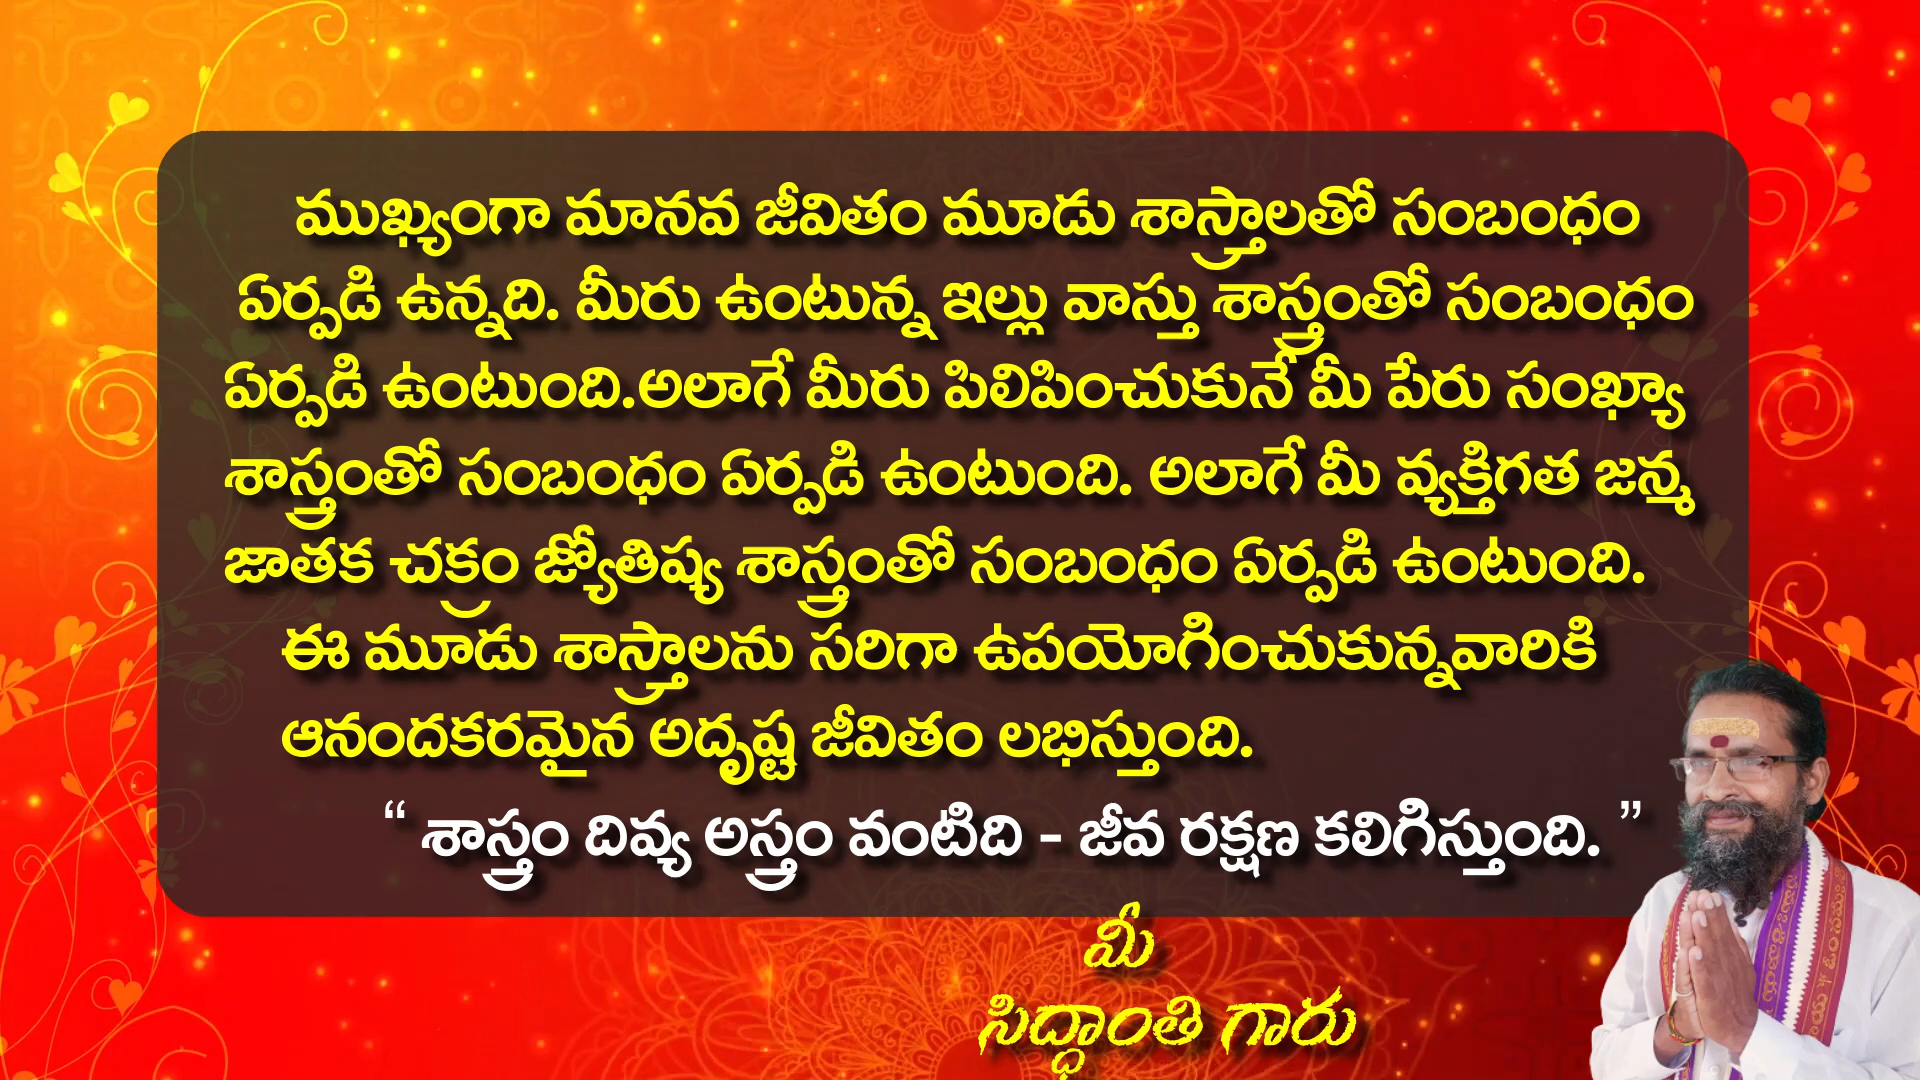 ముఖ్యంగా మానవ జీవితం మూడు శాస్త్రాలతో సంబంధం
ఏర్పడి ఉన్నది. మీరు ఉంటున్న ఇల్లు వాస్తు శాస్త్రంతో సంబంధం
ఏర్పడి ఉంటుంది.అలాగే మీరు పిలిపించుకునే మీ పేరు సంఖ్యా
శాస్త్రంతో సంబంధం ఏర్పడి ఉంటుంది. అలాగే మీ వ్యక్తిగత జన్మ
జాతక చక్రం జ్యోతిష్య శాస్త్రంతో సంబంధం ఏర్పడి ఉంటుంది.
ఈ మూడు శాస్త్రాలను సరిగా ఉపయోగించుకున్నవారికి
ఆనందకరమైన అదృష్ట జీవితం లభిస్తుంది.
“ శాస్త్రం దివ్య అస్త్రం వంటిది - జీవ రక్షణ కలిగిస్తుంది. ”
మీ
సిద్ధాంతి గారు